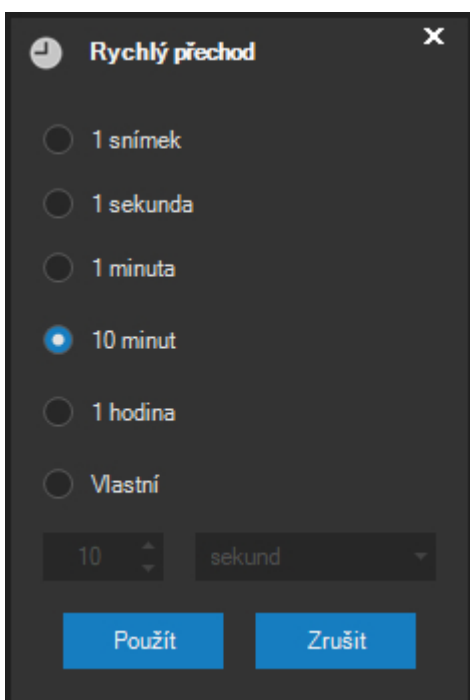 Rychlý přechod
1 snímek
1 sekunda
1 minuta
10 minut
1 hodina
Vlastní
10 sekund
Použít Zrušit